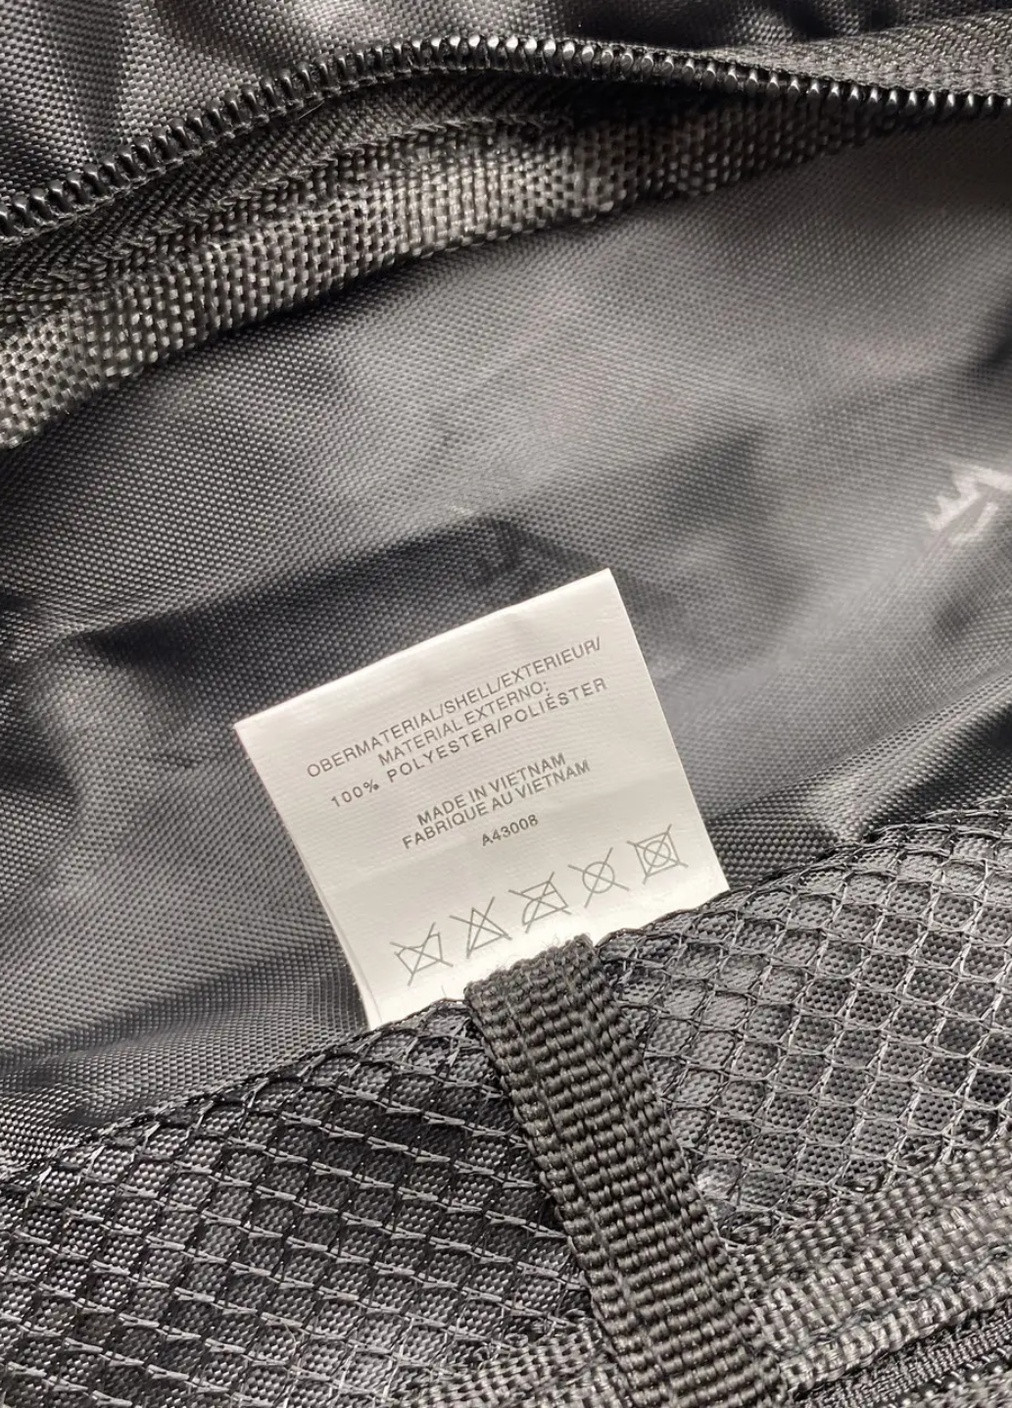 OBERMATERIAL/SHELL/EXTERIEUR/
MATERIAL EXTERNO:
100% POLYESTER/POLIÉSTER
MADE IN VIETNAM
FABRIQUE AU VIETNAM
A43008